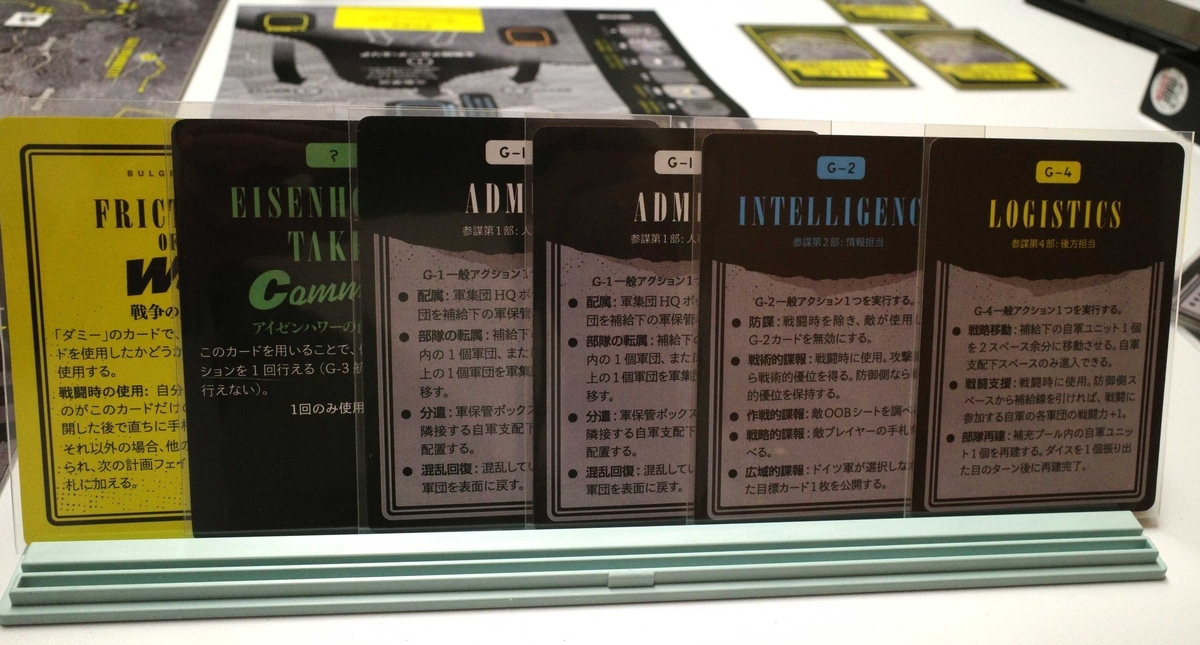 BULGE
FRICT
OF
W
戦争の
「ダミー」のカードで、
ドを使用したかどうか
使用する。
戦闘時の使用: 自分
のがこのカードだけ
開した後で直ちに手札
それ以外の場合、他の
られ、次の計画フェイ
札に加える。
?
EISENHO
TAKE
Comm
アイゼンハワーの
このカードを用いることで、
ションを1回行える(G-3
行えない)。
1回のみ使用
G-1
ADM
参謀第1部: 人
G-1一般アクション1
配属: 軍集団HQボ
団を補給下の軍保管
部隊の転属: 補給下
内の1個軍団、また
上の1個軍団を軍集
移す。
分遣: 軍保管ボックス
隣接する自軍支配下
配置する。
混乱回復: 混乱してい
軍団を表面に戻す。
G-1
ADMI
参謀第1部: 人
G-1一般アクション1
配属: 軍集団HQボ
団を補給下の軍保管
部隊の転属: 補給下
内の1個軍団、また
上の1個軍団を軍集
移す。
分遣: 軍保管ボックス
隣接する自軍支配下
配置する。
混乱回復: 混乱してい
軍団を表面に戻す。
G-2
INTELLIGENC
参謀第2部: 情報担当
G-2一般アクション1つを実行する。
防諜: 戦闘時を除き、敵が使用し
G-2カードを無効にする。
戦術的諜報: 戦闘時に使用。攻撃
ら戦術的優位を得る。防御側なら
的優位を保持する。
作戦的諜報: 敵OOBシートを調べ
戦略的諜報: 敵プレイヤーの手札
べる。
広域的諜報: ドイツ軍が選択しな
た目標カード1枚を公開する。
G-4
LOGISTICS
参謀第4部: 後方担当
G-4一般アクション1つを実行する。
戦略移動: 補給下の自軍ユニット1個
を2スペース余分に移動させる。自軍
支配下スペースのみ進入できる。
戦闘支援: 戦闘時に使用。防御側ス
ペースから補給線を引ければ、戦闘に
参加する自軍の各軍団の戦闘力+1。
部隊再建: 補充プール内の自軍ユニッ
ト1個を再建する。ダイスを1個振り出
た目のターン後に再建完了。